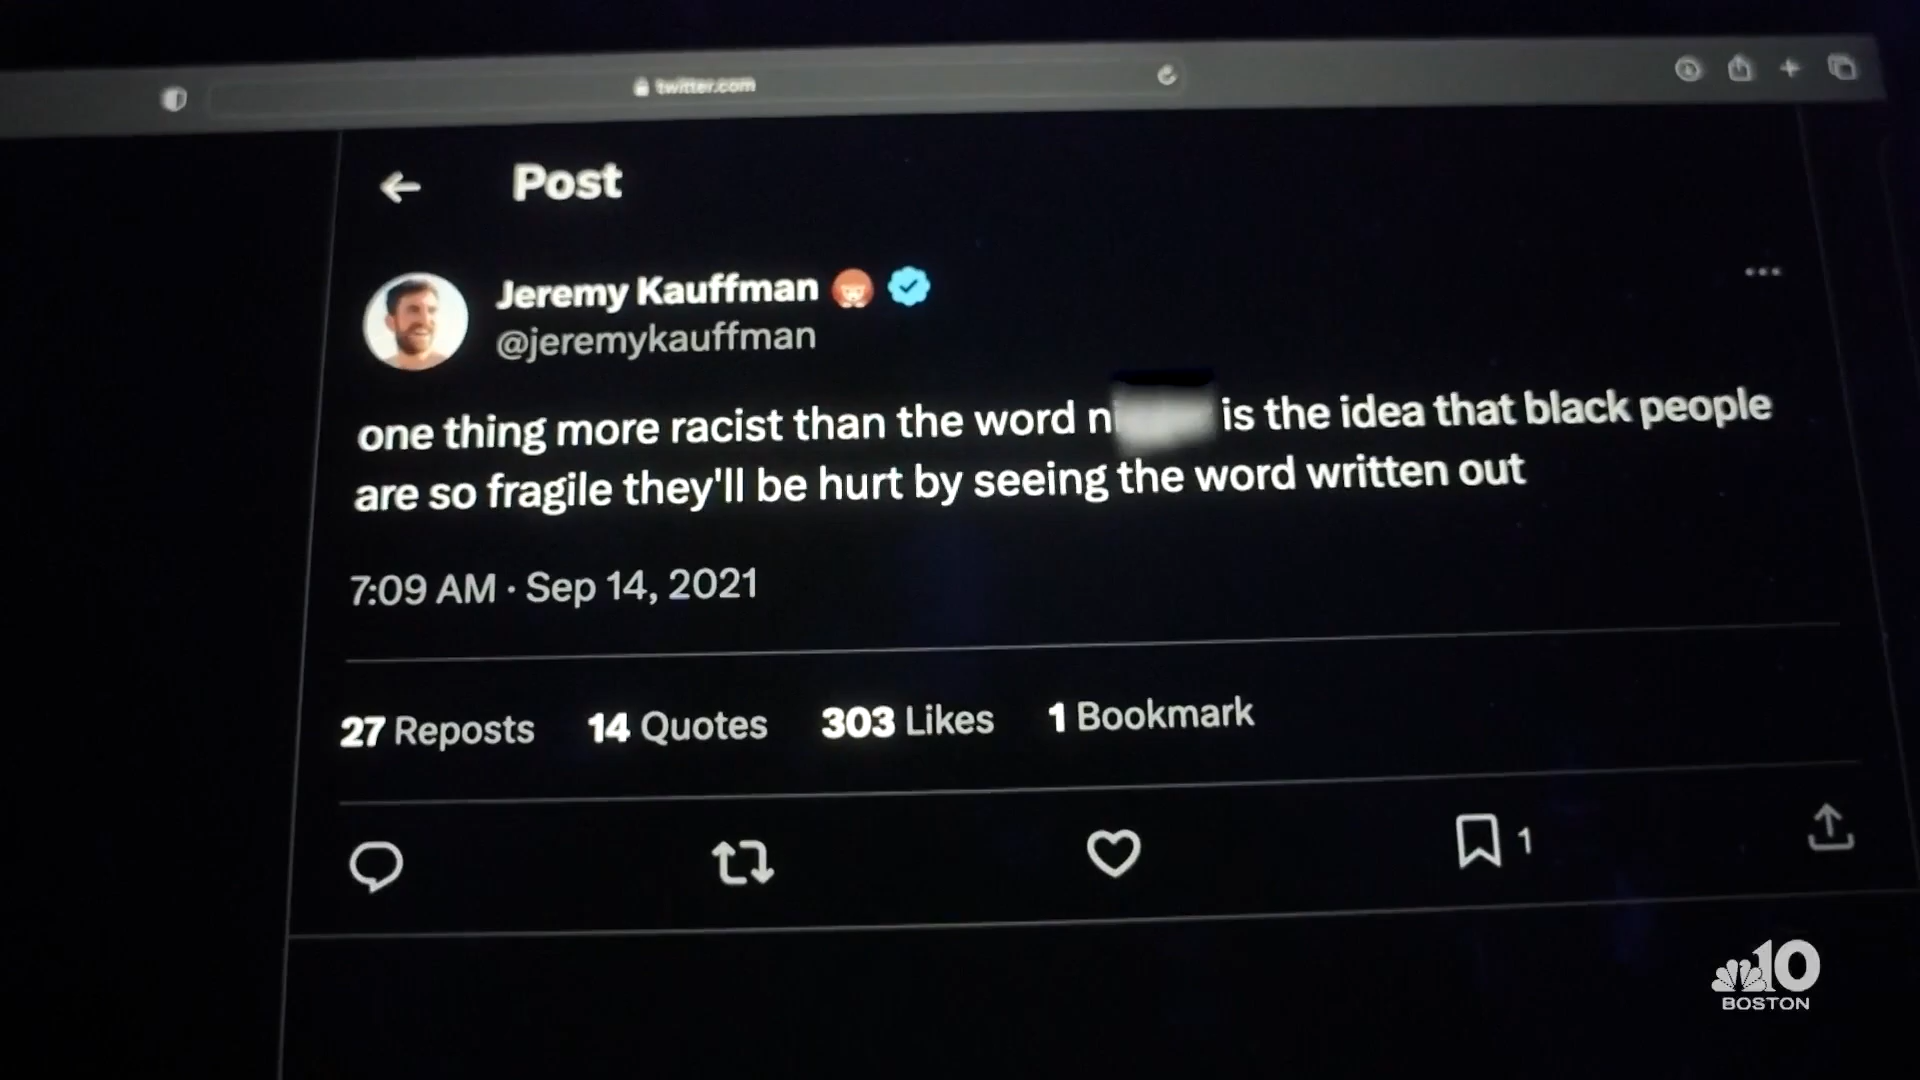 twitter.com
Post
Jeremy Kauffman
@jeremykauffman
one thing more racist than the word ni is the idea that black people
are so fragile they'll be hurt by seeing the word written out
7:09 AM · Sep 14, 2021
27 Reposts 14 Quotes 303 Likes 1 Bookmark
1
10
BOSTON